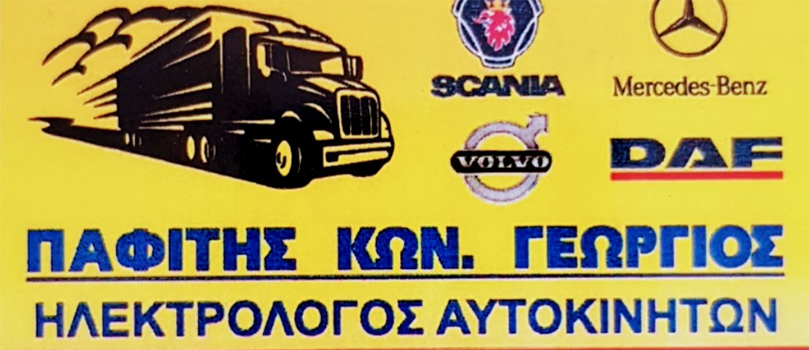 SCANIA
Mercedes-Benz
VOLVO
DAF
ΠΑΦΙΤΗΣ ΚΩΝ. ΓΕΩΡΓΙΟΣ
ΗΛΕΚΤΡΟΛΟΓΟΣ ΑΥΤΟΚΙΝΗΤΩΝ